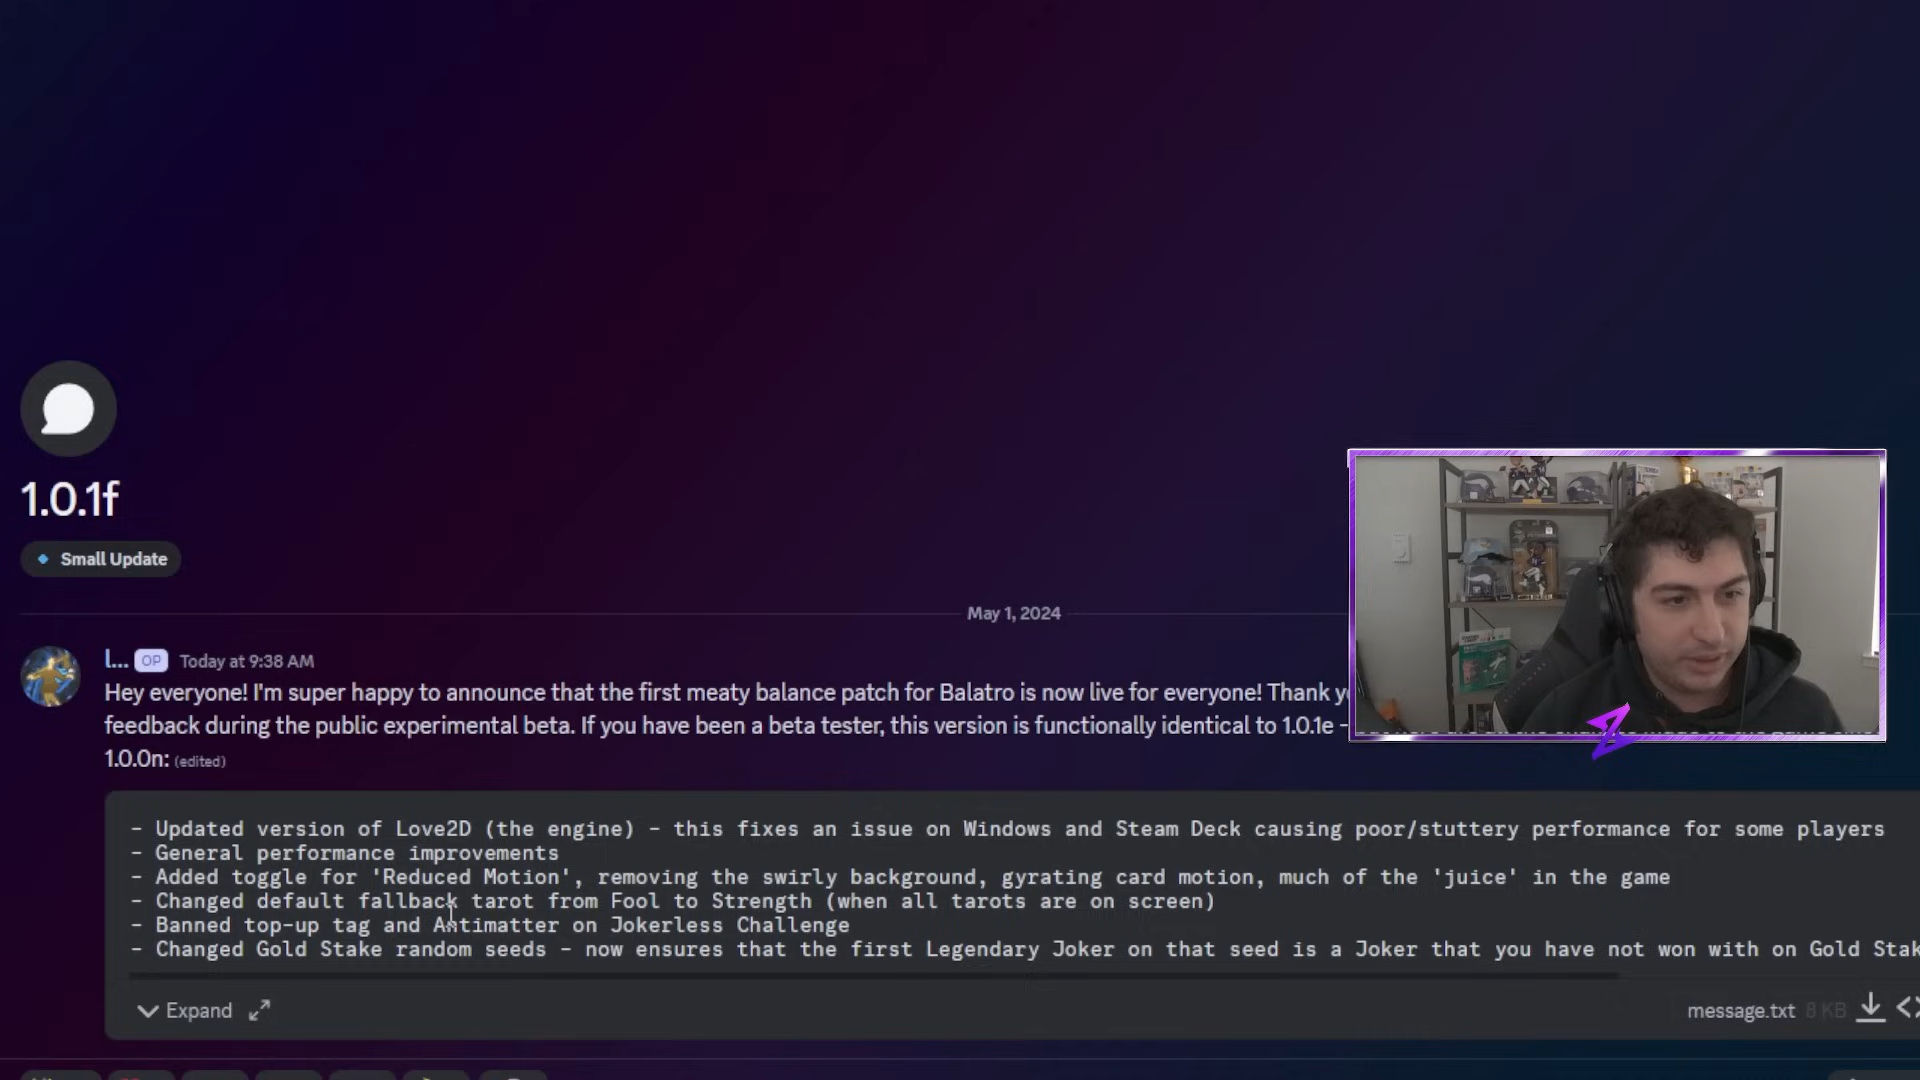 1.0.1f
Small Update
May 1, 2024
l... OP Today at 9:38 AM
Hey everyone! I'm super happy to announce that the first meaty balance patch for Balatro is now live for everyone! Thank
feedback during the public experimental beta. If you have been a beta tester, this version is functionally identical to 1.0.1e -
1.0.0n: (edited)
- Updated version of Love2D (the engine) - this fixes an issue on Windows and Steam Deck causing poor/stuttery performance for some players
- General performance improvements
- Added toggle for 'Reduced Motion', removing the swirly background, gyrating card motion, much of the 'juice' in the game
- Changed default fallback tarot from Fool to Strength (when all tarots are on screen)
- Banned top-up tag and Antimatter on Jokerless Challenge
- Changed Gold Stake random seeds - now ensures that the first Legendary Joker on that seed is a Joker that you have not won with on Gold Stak
Expand
message.txt 8 KB